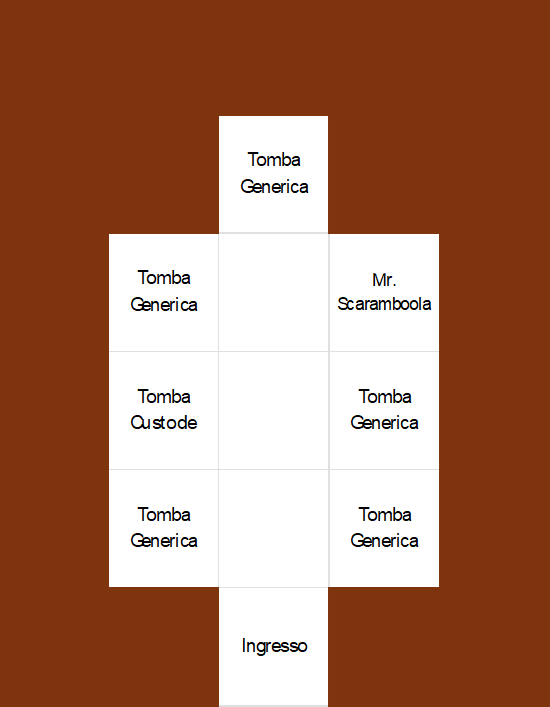 Tomba
Generica
Tomba
Generica
Mr.
Scaramboola
Tomba
Custode
Tomba
Generica
Tomba
Generica
Tomba
Generica
Ingresso